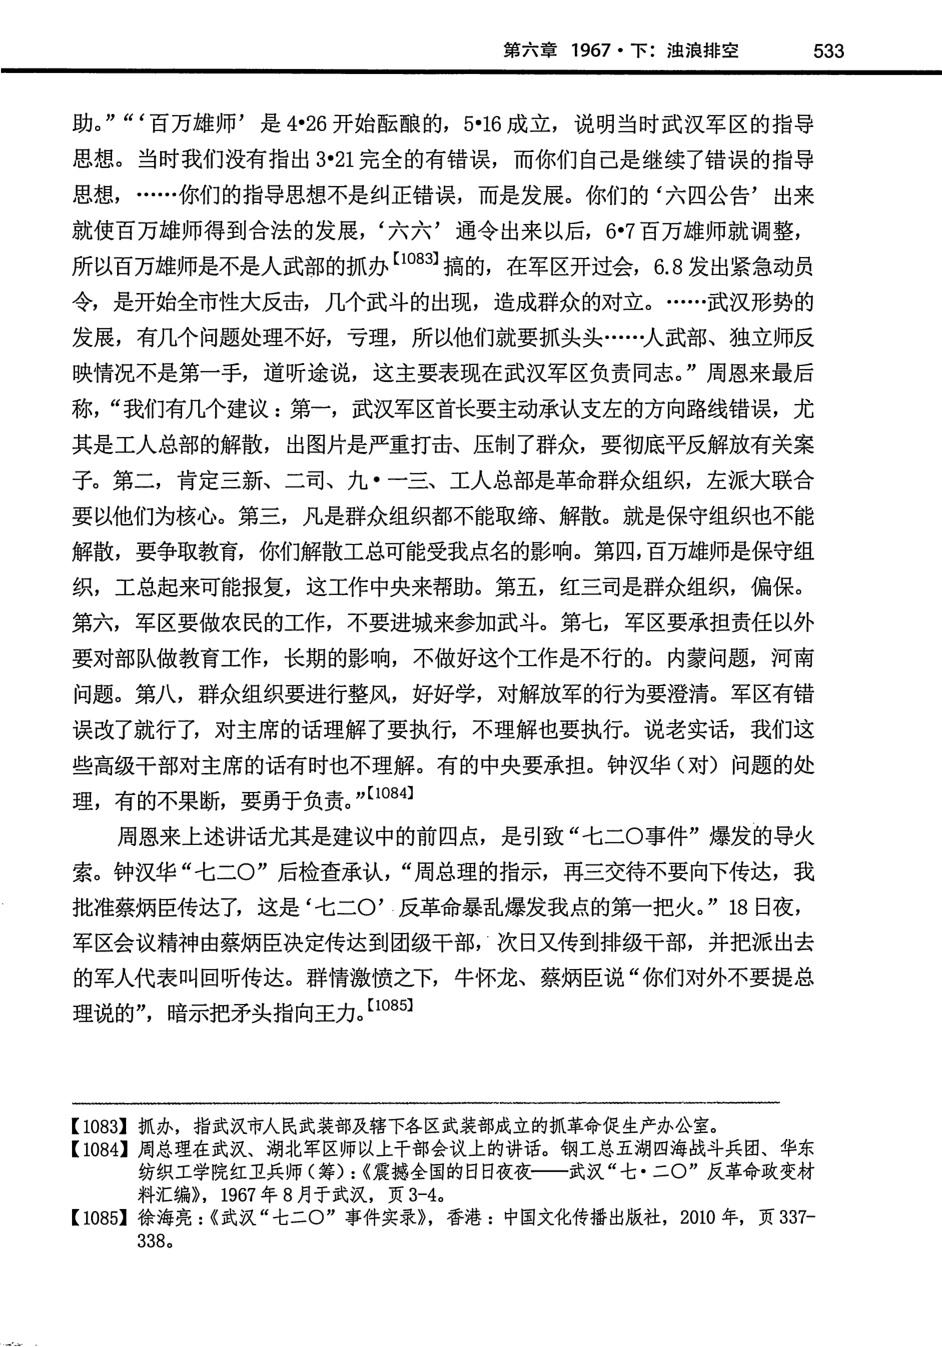 第六章 1967·下：浊浪排空 533
助。”“‘百万雄师’是 4•26 开始酝酿的，5•16 成立，说明当时武汉军区的指导
思想。当时我们没有指出 3•21 完全的有错误，而你们自己是继续了错误的指导
思想，……你们的指导思想不是纠正错误，而是发展。你们的‘六四公告’出来
就使百万雄师得到合法的发展，‘六六’通令出来以后，6•7 百万雄师就调整，
所以百万雄师是不是人武部的抓办【1083】搞的，在军区开过会，6.8 发出紧急动员
令，是开始全市性大反击，几个武斗的出现，造成群众的对立。……武汉形势的
发展，有几个问题处理不好，亏理，所以他们就要抓头头……人武部、独立师反
映情况不是第一手，道听途说，这主要表现在武汉军区负责同志。”周恩来最后
称，“我们有几个建议：第一，武汉军区首长要主动承认支左的方向路线错误，尤
其是工人总部的解散，出图片是严重打击、压制了群众，要彻底平反解放有关案
子。第二，肯定三新、二司、九·一三、工人总部是革命群众组织，左派大联合
要以他们为核心。第三，凡是群众组织都不能取缔、解散。就是保守组织也不能
解散，要争取教育，你们解散工总可能受我点名的影响。第四，百万雄师是保守组
织，工总起来可能报复，这工作中央来帮助。第五，红三司是群众组织，偏保。
第六，军区要做农民的工作，不要进城来参加武斗。第七，军区要承担责任以外
要对部队做教育工作，长期的影响，不做好这个工作是不行的。内蒙问题，河南
问题。第八，群众组织要进行整风，好好学，对解放军的行为要澄清。军区有错
误改了就行了，对主席的话理解了要执行，不理解也要执行。说老实话，我们这
些高级干部对主席的话有时也不理解。有的中央要承担。钟汉华（对）问题的处
理，有的不果断，要勇于负责。”【1084】
周恩来上述讲话尤其是建议中的前四点，是引致“七二〇事件”爆发的导火
索。钟汉华“七二〇”后检查承认，“周总理的指示，再三交待不要向下传达，我
批准蔡炳臣传达了，这是‘七二〇’反革命暴乱爆发我点的第一把火。”18 日夜，
军区会议精神由蔡炳臣决定传达到团级干部，次日又传到排级干部，并把派出去
的军人代表叫回听传达。群情激愤之下，牛怀龙、蔡炳臣说“你们对外不要提总
理说的”，暗示把矛头指向王力。【1085】
【1083】抓办，指武汉市人民武装部及辖下各区武装部成立的抓革命促生产办公室。
【1084】周总理在武汉、湖北军区师以上干部会议上的讲话。钢工总五湖四海战斗兵团、华东
纺织工学院红卫兵师（筹）：《震撼全国的日日夜夜——武汉“七·二〇”反革命政变材
料汇编》，1967 年 8 月于武汉，页 3-4。
【1085】徐海亮：《武汉“七二〇”事件实录》，香港：中国文化传播出版社，2010 年，页 337-
338。